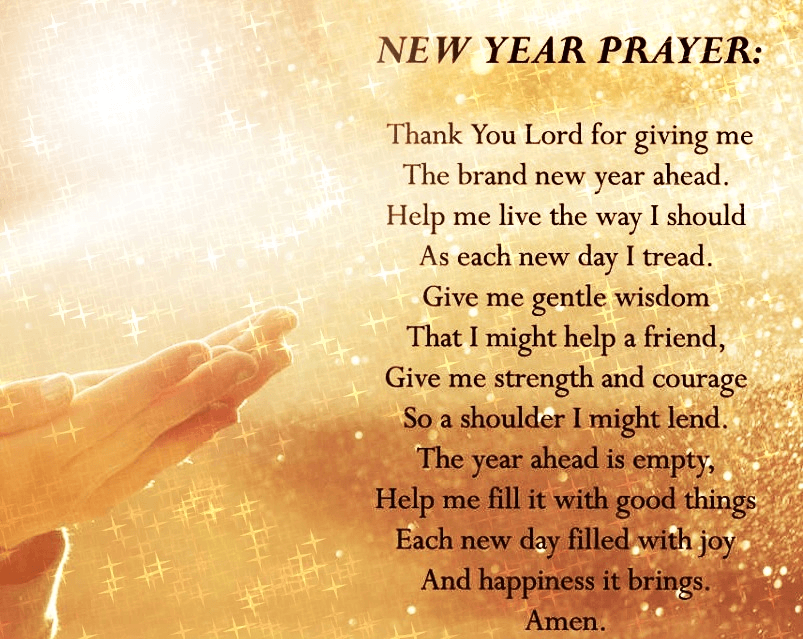 NEW YEAR PRAYER:
Thank You Lord for giving me
The brand new year ahead.
Help me live the way I should
As each new day I tread.
Give me gentle wisdom
That I might help a friend,
Give me strength and courage
So a shoulder I might lend.
The year ahead is empty,
Help me fill it with good things
Each new day filled with joy
And happiness it brings.
Amen.